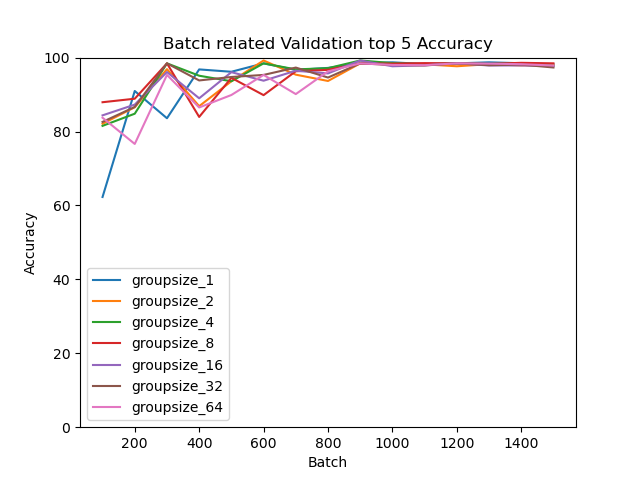 Batch related Validation top 5 Accuracy
100
80
60
40
20
0
Accuracy
groupsize_1
groupsize_2
groupsize_4
groupsize_8
groupsize_16
groupsize_32
groupsize_64
200 400 600 800 1000 1200 1400
Batch